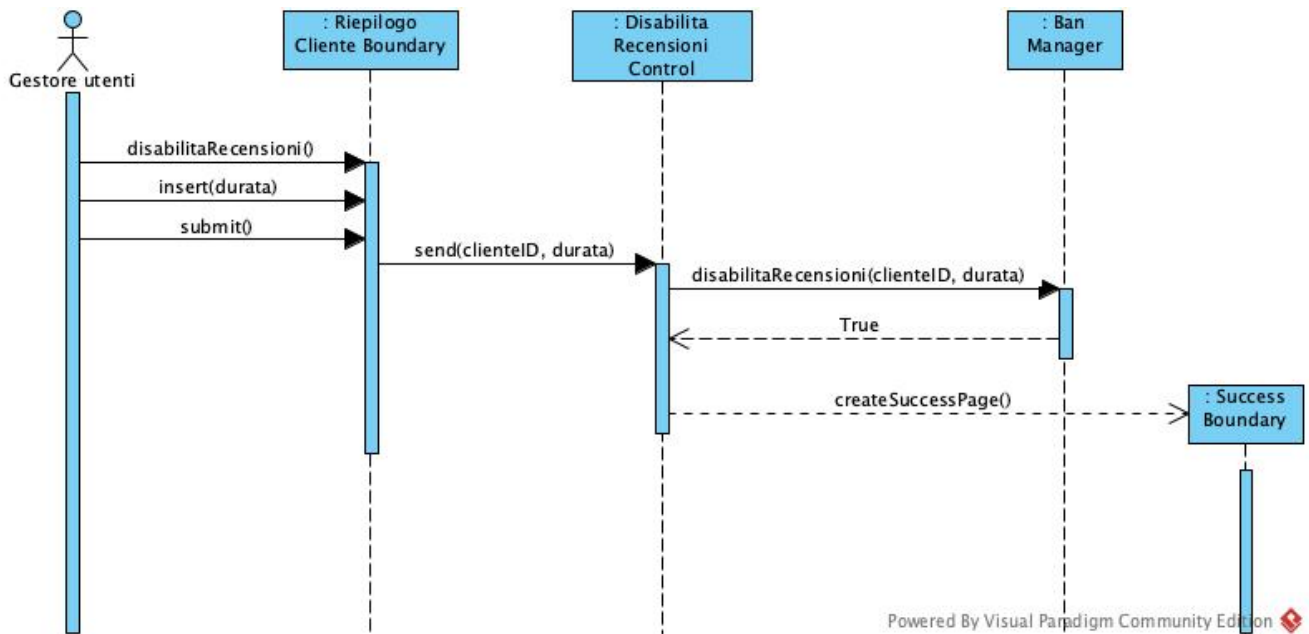 : Riepilogo
Cliente Boundary
: Disabilita
Recensioni
Control
: Ban
Manager
Gestore utenti
disabilitaRecensioni()
insert(durata)
submit()
send(clienteID, durata)
disabilitaRecensioni(clienteID, durata)
True
createSuccessPage()
: Success
Boundary
Powered By Visual Paradigm Community Edition